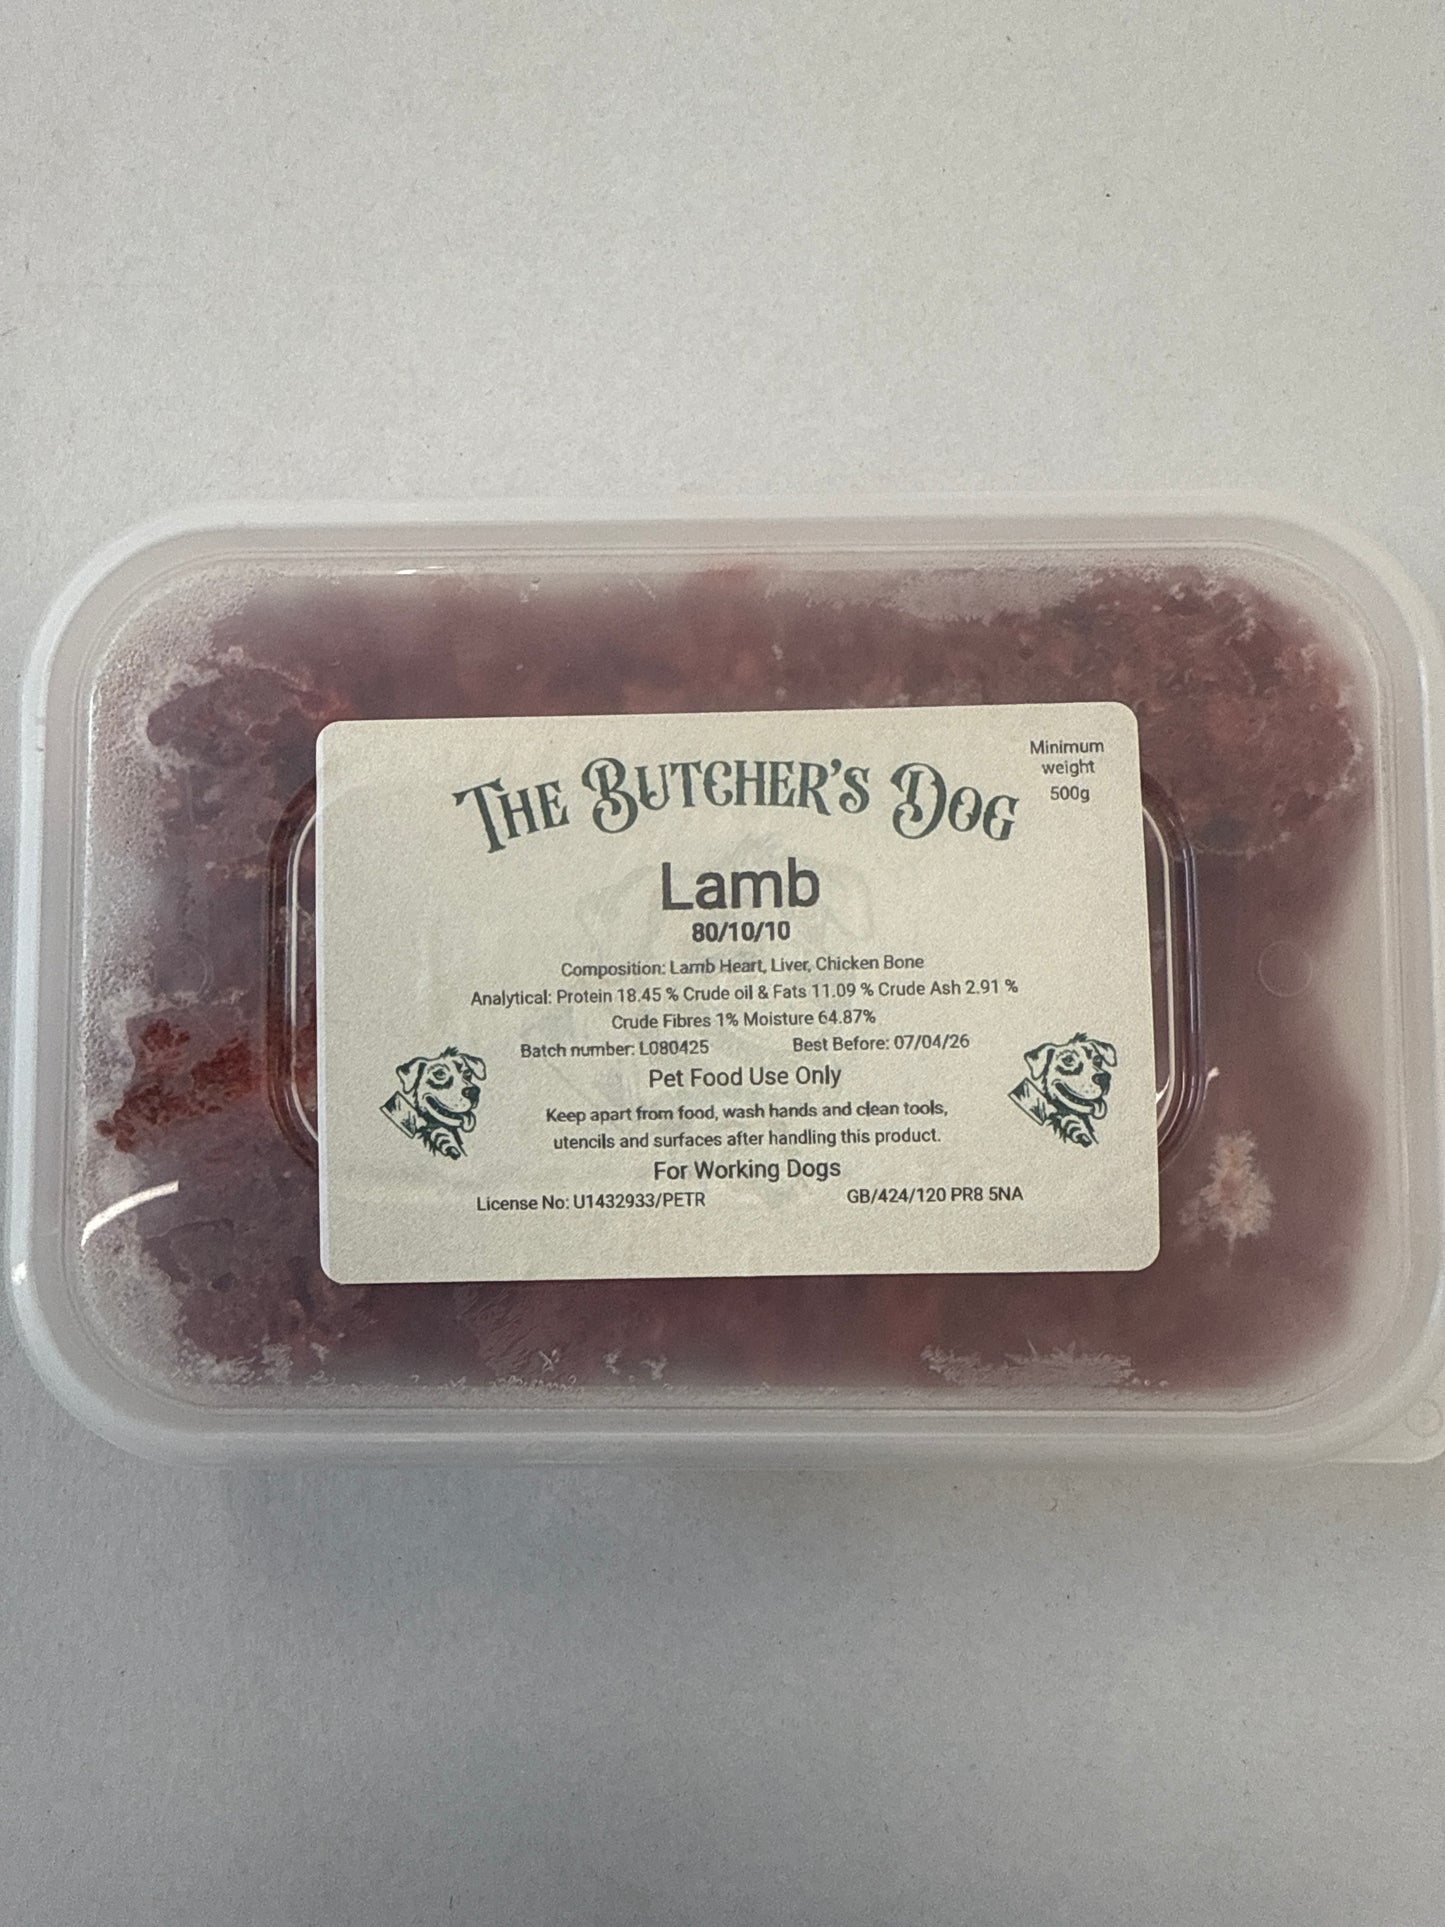 THE BUTCHER'S DOG
Minimum
weight
500g
Lamb
80/10/10
Composition: Lamb Heart, Liver, Chicken Bone
Analytical: Protein 18.45 % Crude oil & Fats 11.09 % Crude Ash 2.91 %
Crude Fibres 1% Moisture 64.87%
Batch number: L080425 Best Before: 07/04/26
Pet Food Use Only
Keep apart from food, wash hands and clean tools,
utencils and surfaces after handling this product.
For Working Dogs
License No: U1432933/PETR GB/424/120 PR8 5NA